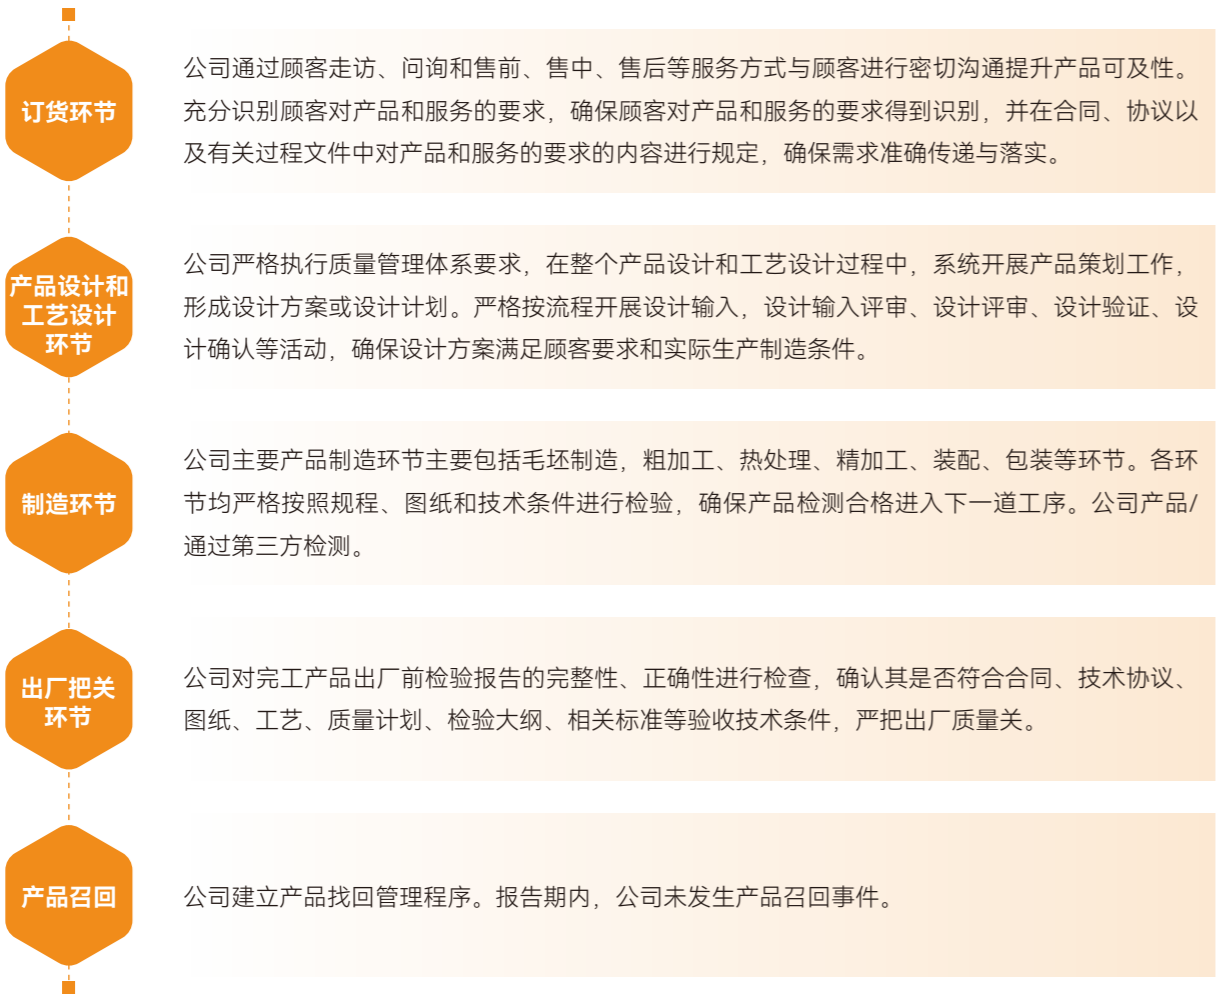 订货环节
公司通过顾客走访、问询和售前、售中、售后等服务方式与顾客进行密切沟通提升产品可及性。
充分识别顾客对产品和服务的要求，确保顾客对产品和服务的要求得到识别，并在合同、协议以
及有关过程文件中对产品和服务的要求的内容进行规定，确保需求准确传递与落实。
产品设计和
工艺设计
环节
公司严格执行质量管理体系要求，在整个产品设计和工艺设计过程中，系统开展产品策划工作，
形成设计方案或设计计划。严格按流程开展设计输入，设计输入评审、设计评审、设计验证、设
计确认等活动，确保设计方案满足顾客要求和实际生产制造条件。
制造环节
公司主要产品制造环节主要包括毛坯制造，粗加工、热处理、精加工、装配、包装等环节。各环
节均严格按照规程、图纸和技术条件进行检验，确保产品检测合格进入下一道工序。公司产品/
通过第三方检测。
出厂把关
环节
公司对完工产品出厂前检验报告的完整性、正确性进行检查，确认其是否符合合同、技术协议、
图纸、工艺、质量计划、检验大纲、相关标准等验收技术条件，严把出厂质量关。
产品召回
公司建立产品找回管理程序。报告期内，公司未发生产品召回事件。